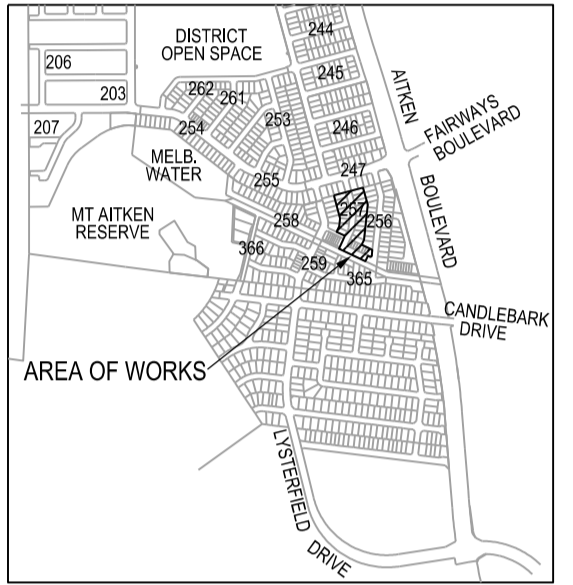 DISTRICT
OPEN SPACE
244
206
245
AITKEN
203
262
261
FAIRWAYS
BOULEVARD
207
254
253
246
MELB.
WATER
247
255
BOULEVARD
257
256
MT AITKEN
RESERVE
258
366
259
365
CANDLEBARK
DRIVE
AREA OF WORKS
LYSTERFIELD
DRIVE